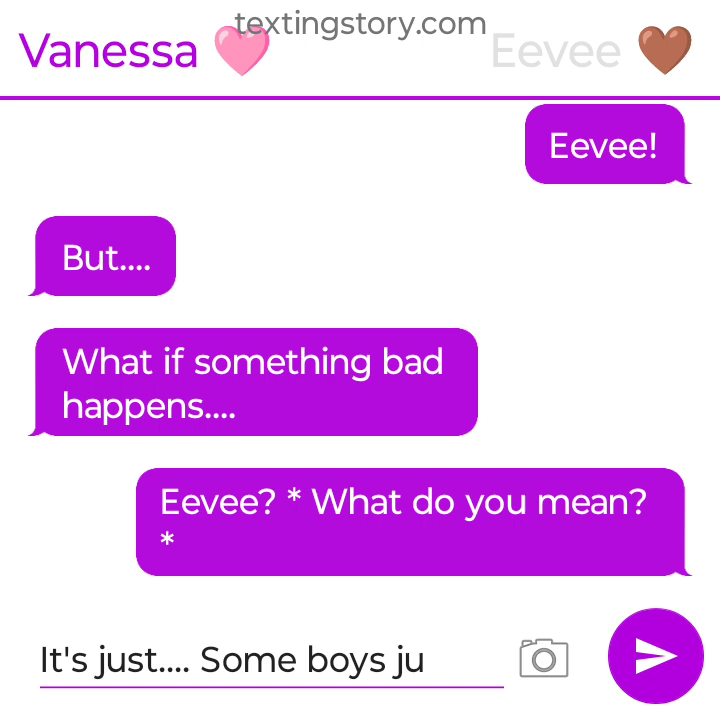 textingstory.com
Vanessa 🩷 Eevee 🤎
Eevee!
But....
What if something bad
happens....
Eevee? * What do you mean?
*
It's just.... Some boys ju